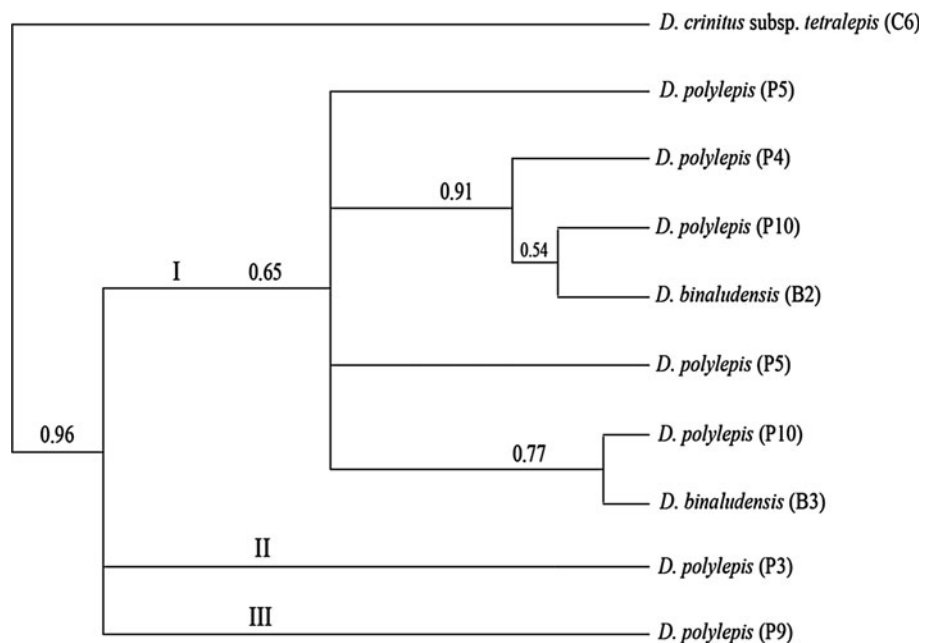 D. crinitus subsp. tetralepis (C6)
D. polylepis (P5)
D. polylepis (P4)
0.91
D. polylepis (P10)
0.54
I
0.65
D. binaludensis (B2)
D. polylepis (P5)
0.96
D. polylepis (P10)
0.77
D. binaludensis (B3)
II
D. polylepis (P3)
III
D. polylepis (P9)